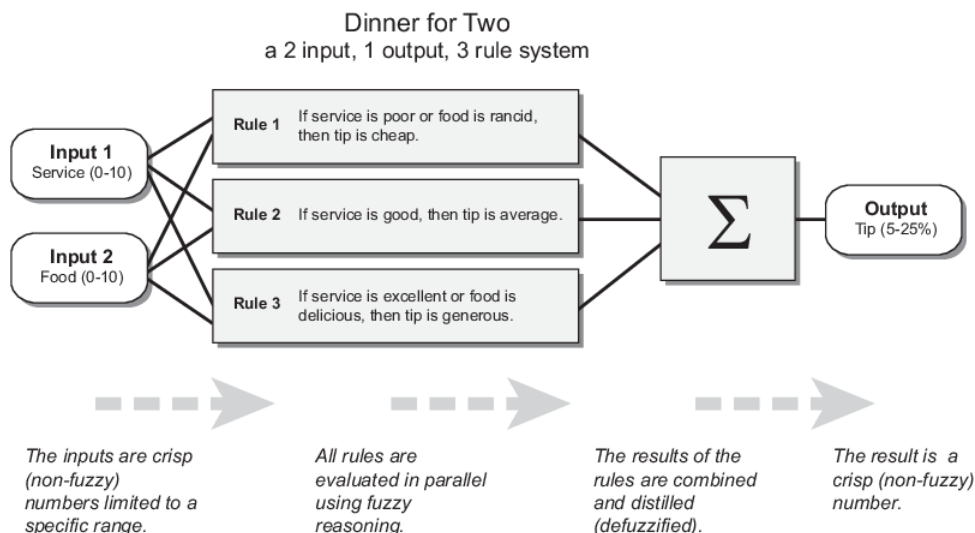 Dinner for Two
a 2 input, 1 output, 3 rule system
Input 1
Service (0-10)
Input 2
Food (0-10)
Rule 1 If service is poor or food is rancid,
then tip is cheap.
Rule 2 If service is good, then tip is average.
Rule 3 If service is excellent or food is
delicious, then tip is generous.
Σ
Output
Tip (5-25%)
The inputs are crisp
(non-fuzzy)
numbers limited to a
specific range.
All rules are
evaluated in parallel
using fuzzy
reasoning.
The results of the
rules are combined
and distilled
(defuzzified).
The result is a
crisp (non-fuzzy)
number.